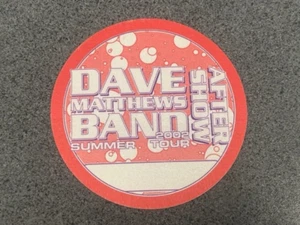 DAVE
MATTHEWS
BAND
2002
SUMMER TOUR
AFTER
SHOW